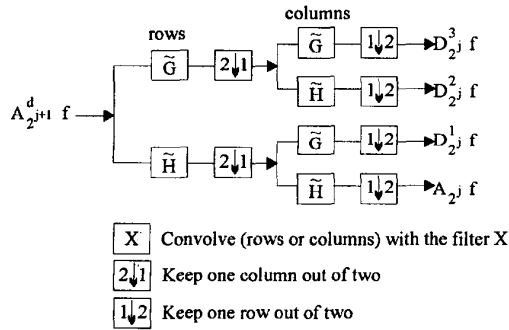 columns
rows
G̃ 2↓1 G̃ 1↓2 D³₂ʲ f
H̃ 1↓2 D²₂ʲ f
Aᵈ₂ʲ⁺¹ f
G̃ 1↓2 D¹₂ʲ f
H̃ 2↓1 H̃ 1↓2 A₂ʲ f
X Convolve (rows or columns) with the filter X
2↓1 Keep one column out of two
1↓2 Keep one row out of two